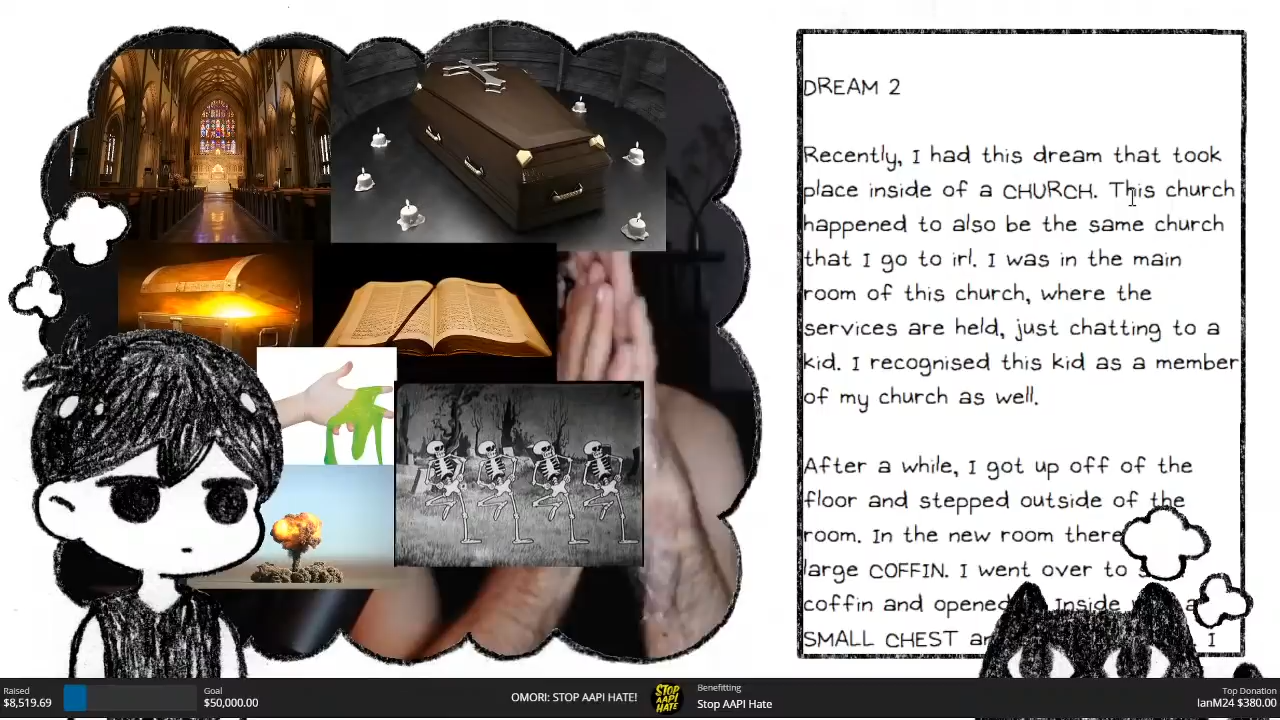 DREAM 2
Recently, I had this dream that took
place inside of a CHURCH. This church
happened to also be the same church
that I go to irl. I was in the main
room of this church, where the
services are held, just chatting to a
kid. I recognised this kid as a member
of my church as well.
After a while, I got up off of the
floor and stepped outside of the
room. In the new room there
large COFFIN. I went over to
coffin and opened Inside
SMALL CHEST I
Raised
$8,519.69
Goal
$50,000.00
OMORI: STOP AAPI HATE!
STOP
AAPI
HATE
Benefitting
Stop AAPI Hate
Top Donation
IanM24 $380.00